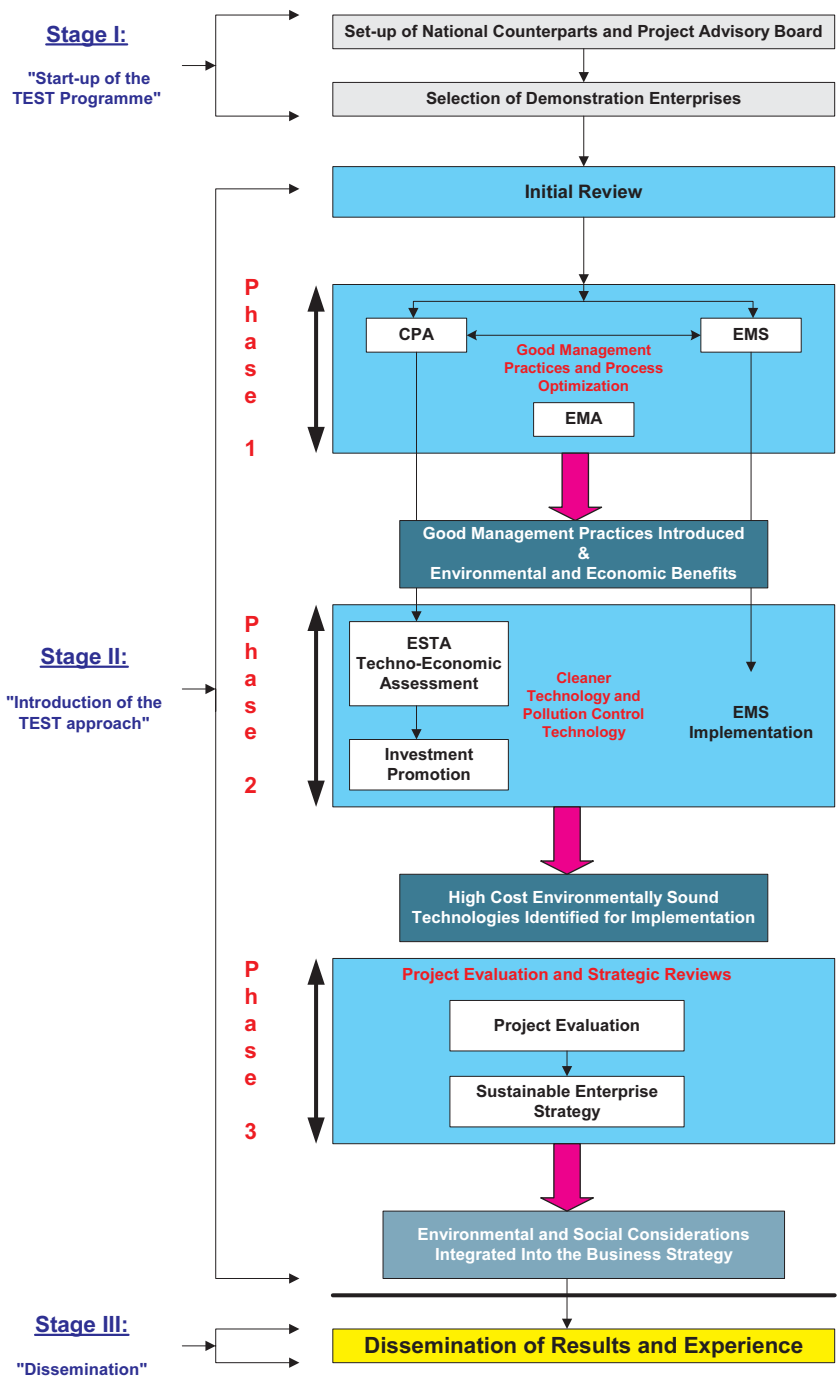 Stage I:
"Start-up of the
TEST Programme"
Set-up of National Counterparts and Project Advisory Board
Selection of Demonstration Enterprises
Initial Review
Phase 1
CPA
EMS
Good Management
Practices and Process
Optimization
EMA
Good Management Practices Introduced
&
Environmental and Economic Benefits
Stage II:
"Introduction of the
TEST approach"
Phase 2
ESTA
Techno-Economic
Assessment
Cleaner
Technology and
Pollution Control
Technology
EMS
Implementation
Investment
Promotion
High Cost Environmentally Sound
Technologies Identified for Implementation
Phase 3
Project Evaluation and Strategic Reviews
Project Evaluation
Sustainable Enterprise
Strategy
Environmental and Social Considerations
Integrated Into the Business Strategy
Stage III:
"Dissemination"
Dissemination of Results and Experience